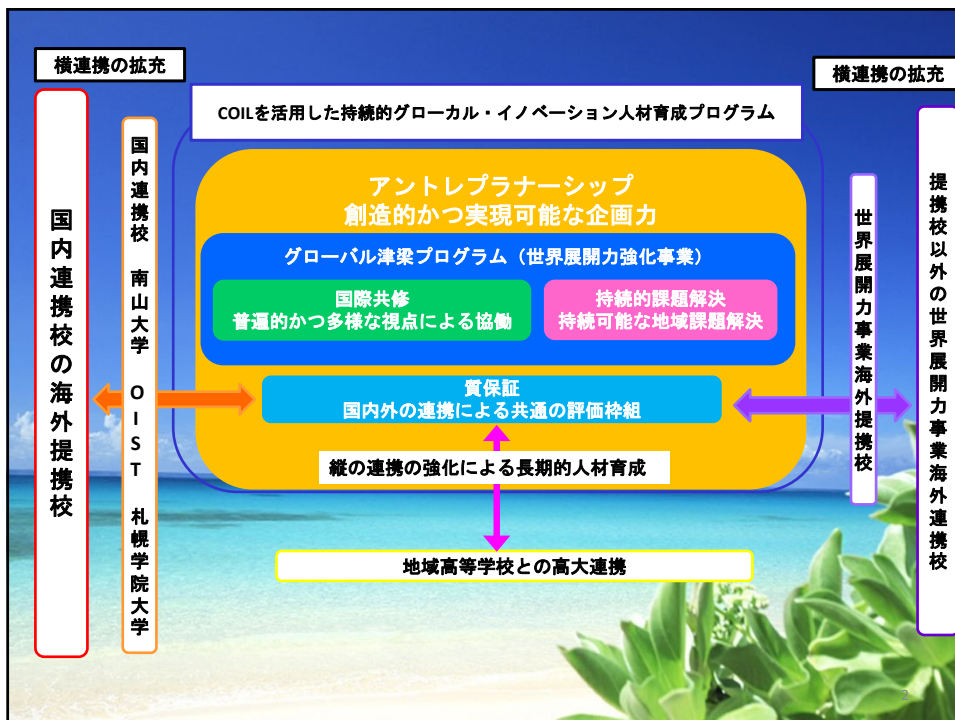 横連携の拡充
横連携の拡充
COILを活用した持続的グローカル・イノベーション人材育成プログラム
国内連携校の海外提携校
国内連携校 南山大学 OIST 札幌学院大学
アントレプラナーシップ
創造的かつ実現可能な企画力
グローバル津梁プログラム（世界展開力強化事業）
国際共修
普遍的かつ多様な視点による協働
持続的課題解決
持続可能な地域課題解決
質保証
国内外の連携による共通の評価枠組
縦の連携の強化による長期的人材育成
地域高等学校との高大連携
世界展開力事業海外提携校
提携校以外の世界展開力事業海外連携校
2